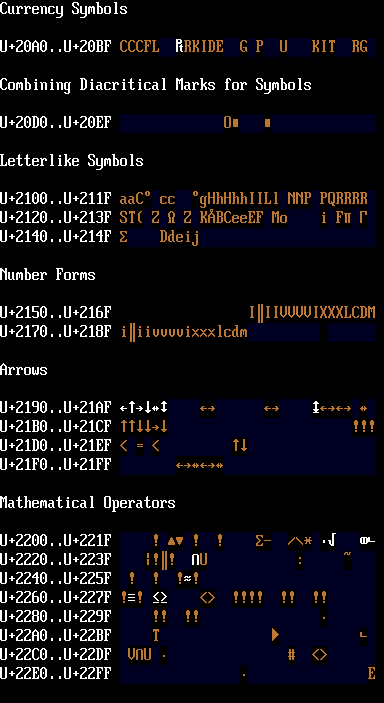 Currency Symbols
U+20A0..U+20BF CCCFL ₧RKIDE G P U KIT RG
Combining Diacritical Marks for Symbols
U+20D0..U+20EF
Letterlike Symbols
U+2100..U+211F aaC° cc °gHhHhhIILl NNP PQRRRR
U+2120..U+213F ST( Z Ω Z KÅBCeeEF Mo i Fπ Γ
U+2140..U+214F Σ Ddeij
Number Forms
U+2150..U+216F I‖IIVVVVIXXXLCDM
U+2170..U+218F i‖iivvvvixxxlcdm
Arrows
U+2190..U+21AF ←↑→↓↔↕ ↔ ↔ ↨↔↔ ↔
U+21B0..U+21CF ↑↑↓↓→↓ !!!
U+21D0..U+21EF < = < ↑↓
U+21F0..U+21FF ↔↔↔
Mathematical Operators
U+2200..U+221F ! ▲▼ ! ! Σ- /\* ∙√ ∞∟
U+2220..U+223F ¦!‖! ∩U : ~
U+2240..U+225F ! ! !≈!
U+2260..U+227F !≡! ≤≥ <> !!!! !! !!
U+2280..U+229F !! !! ·
U+22A0..U+22BF T ► ∟
U+22C0..U+22DF V∩U · # <>
U+22E0..U+22FF · E